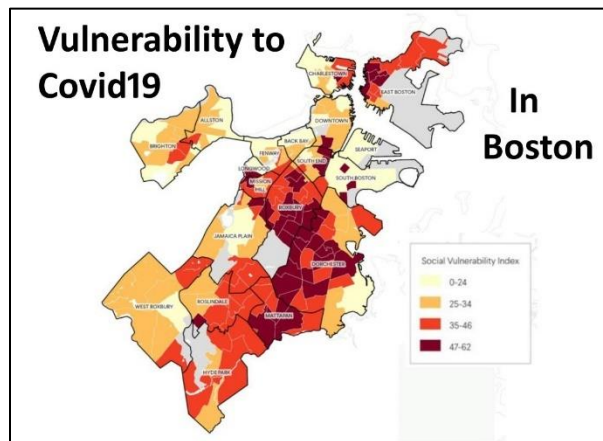 Vulnerability to
Covid19
In
Boston
CHARLESTOWN
EAST BOSTON
ALLSTON
DOWNTOWN
BRIGHTON
BACK BAY
SEAPORT
FENWAY
SOUTH END
LONGWOOD
SOUTH BOSTON
MISSION
HILL
ROXBURY
JAMAICA PLAIN
DORCHESTER
WEST ROXBURY
ROSLINDALE
MATTAPAN
HYDE PARK
Social Vulnerability Index
0-24
25-34
35-46
47-62